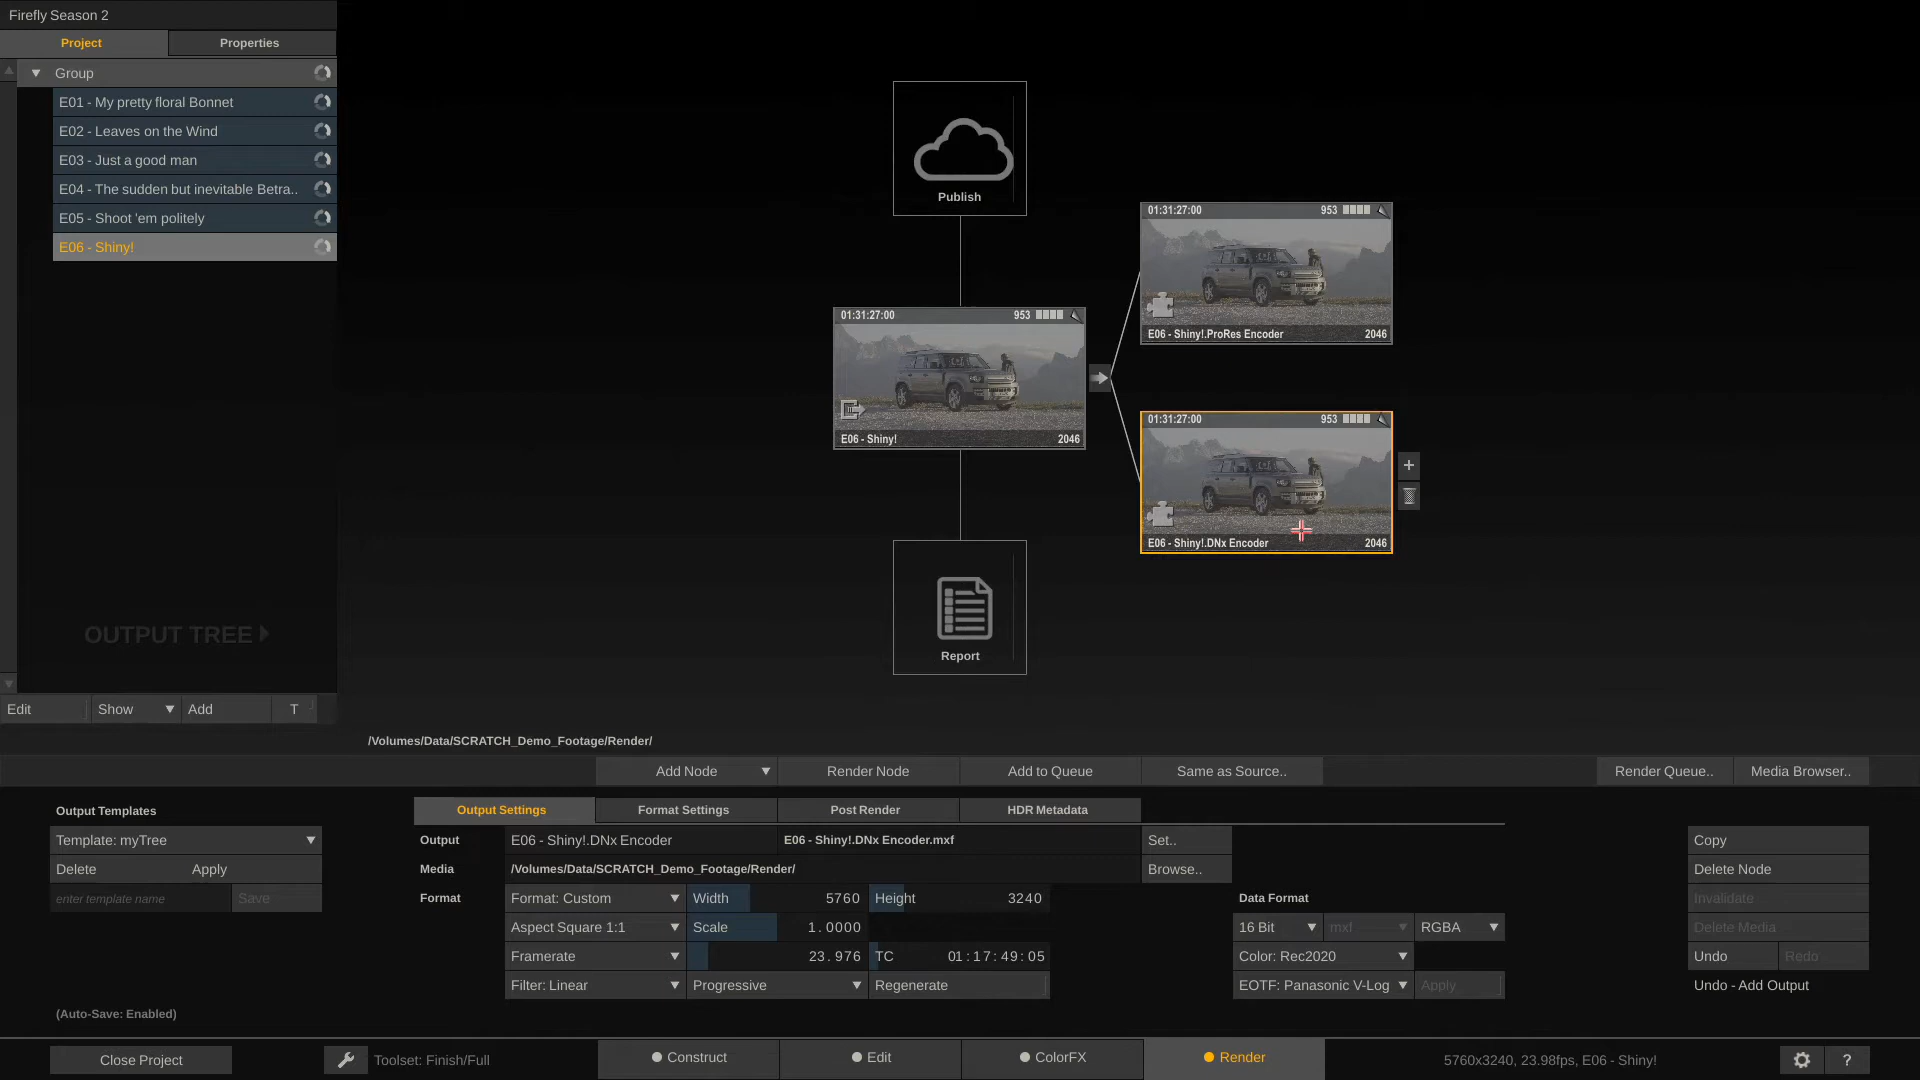 Firefly Season 2
Project
Properties
Group
E01 - My pretty floral Bonnet
E02 - Leaves on the Wind
E03 - Just a good man
E04 - The sudden but inevitable Betra..
E05 - Shoot 'em politely
E06 - Shiny!
OUTPUT TREE
Edit
Show
Add
T
Publish
01:31:27:00 953
E06 - Shiny!.ProRes Encoder 2046
01:31:27:00 953
E06 - Shiny! 2046
01:31:27:00 953
E06 - Shiny!.DNx Encoder 2046
+
Report
/Volumes/Data/SCRATCH_Demo_Footage/Render/
Add Node
Render Node
Add to Queue
Same as Source..
Render Queue..
Media Browser..
Output Templates
Template: myTree
Delete
Apply
enter template name
Save
(Auto-Save: Enabled)
Output Settings
Format Settings
Post Render
HDR Metadata
Output E06 - Shiny!.DNx Encoder E06 - Shiny!.DNx Encoder.mxf Set..
Media /Volumes/Data/SCRATCH_Demo_Footage/Render/ Browse..
Format Format: Custom Width 5760 Height 3240
Aspect Square 1:1 Scale 1.0000
Framerate 23.976 TC 01:17:49:05
Filter: Linear Progressive Regenerate
Data Format
16 Bit mxf RGBA
Color: Rec2020
EOTF: Panasonic V-Log Apply
Copy
Delete Node
Invalidate
Delete Media
Undo Redo
Undo - Add Output
Close Project
Toolset: Finish/Full
Construct
Edit
ColorFX
Render
5760x3240, 23.98fps, E06 - Shiny!
?